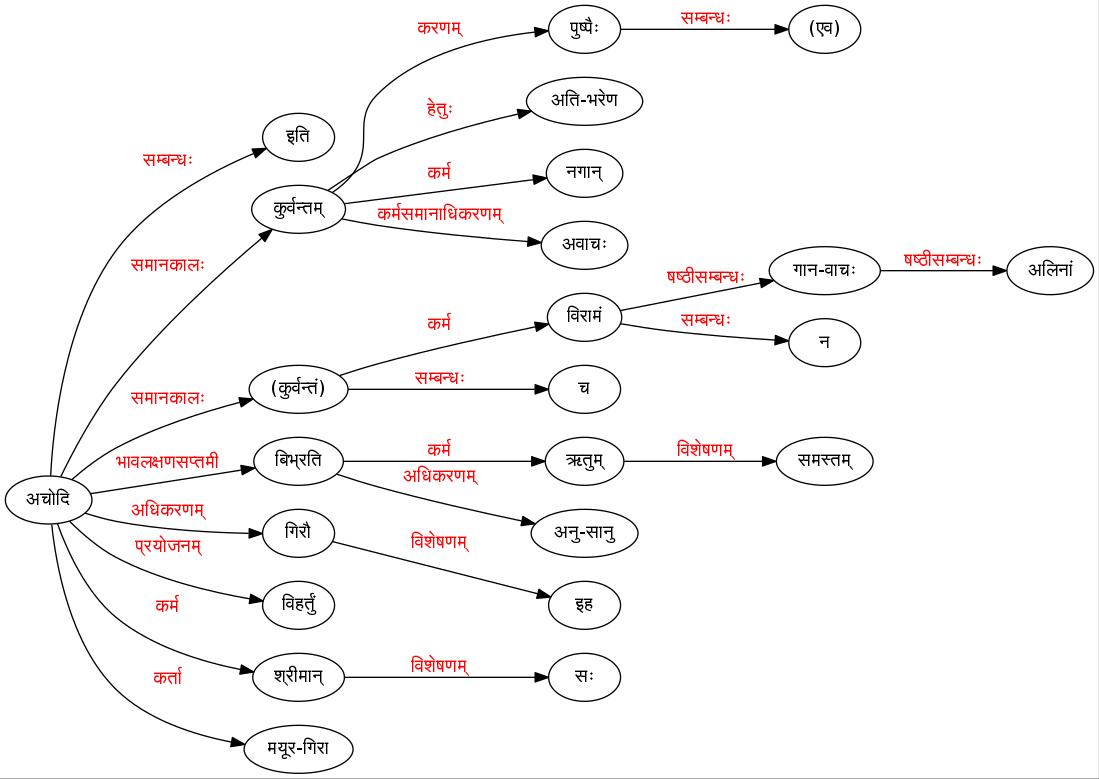 करणम्
पुष्पैः
सम्बन्धः
(एव)
हेतुः
अति-भरेण
सम्बन्धः
इति
कर्म
नगान्
कुर्वन्तम्
कर्मसमानाधिकरणम्
अवाचः
समानकालः
षष्ठीसम्बन्धः
गान-वाचः
षष्ठीसम्बन्धः
अलिनां
कर्म
विरामं
सम्बन्धः
न
समानकालः
(कुर्वन्तं)
सम्बन्धः
च
भावलक्षणसप्तमी
बिभ्रति
कर्म
ऋतुम्
विशेषणम्
समस्तम्
अधिकरणम्
अनु-सानु
अचोदि
अधिकरणम्
गिरौ
विशेषणम्
इह
प्रयोजनम्
विहर्तुं
कर्म
श्रीमान्
विशेषणम्
सः
कर्ता
मयूर-गिरा